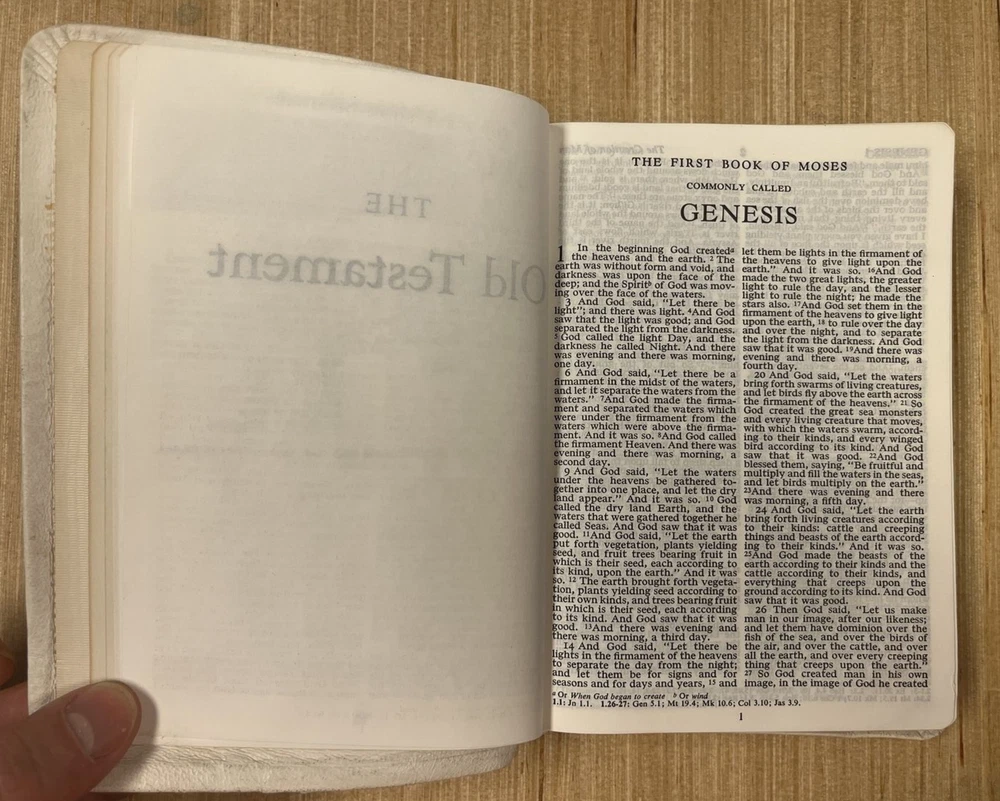 THE
Old Testament
THE FIRST BOOK OF MOSES
COMMONLY CALLED
GENESIS
1 In the beginning God createdᵃ
the heavens and the earth. ² The
earth was without form and void, and
darkness was upon the face of the
deep; and the Spiritᵇ of God was mov-
ing over the face of the waters.
3 And God said, "Let there be
light"; and there was light. ⁴And God
saw that the light was good; and God
separated the light from the darkness.
⁵ God called the light Day, and the
darkness he called Night. And there
was evening and there was morning,
one day.
6 And God said, "Let there be a
firmament in the midst of the waters,
and let it separate the waters from the
waters." ⁷And God made the firma-
ment and separated the waters which
were under the firmament from the
waters which were above the firma-
ment. And it was so. ⁸And God called
the firmament Heaven. And there was
evening and there was morning, a
second day.
9 And God said, "Let the waters
under the heavens be gathered to-
gether into one place, and let the dry
land appear." And it was so. ¹⁰ God
called the dry land Earth, and the
waters that were gathered together he
called Seas. And God saw that it was
good. ¹¹And God said, "Let the earth
put forth vegetation, plants yielding
seed, and fruit trees bearing fruit in
which is their seed, each according to
its kind, upon the earth." And it was
so. ¹² The earth brought forth vegeta-
tion, plants yielding seed according to
their own kinds, and trees bearing fruit
in which is their seed, each according
to its kind. And God saw that it was
good. ¹³And there was evening and
there was morning, a third day.
14 And God said, "Let there be
lights in the firmament of the heavens
to separate the day from the night;
and let them be for signs and for
seasons and for days and years, ¹⁵ and
let them be lights in the firmament of
the heavens to give light upon the
earth." And it was so. ¹⁶And God
made the two great lights, the greater
light to rule the day, and the lesser
light to rule the night; he made the
stars also. ¹⁷And God set them in the
firmament of the heavens to give light
upon the earth, ¹⁸ to rule over the day
and over the night, and to separate
the light from the darkness. And God
saw that it was good. ¹⁹And there was
evening and there was morning, a
fourth day.
20 And God said, "Let the waters
bring forth swarms of living creatures,
and let birds fly above the earth across
the firmament of the heavens." ²¹ So
God created the great sea monsters
and every living creature that moves,
with which the waters swarm, accord-
ing to their kinds, and every winged
bird according to its kind. And God
saw that it was good. ²²And God
blessed them, saying, "Be fruitful and
multiply and fill the waters in the seas,
and let birds multiply on the earth."
²³And there was evening and there
was morning, a fifth day.
24 And God said, "Let the earth
bring forth living creatures according
to their kinds: cattle and creeping
things and beasts of the earth accord-
ing to their kinds." And it was so.
²⁵And God made the beasts of the
earth according to their kinds and the
cattle according to their kinds, and
everything that creeps upon the
ground according to its kind. And God
saw that it was good.
26 Then God said, "Let us make
man in our image, after our likeness;
and let them have dominion over the
fish of the sea, and over the birds of
the air, and over the cattle, and over
all the earth, and over every creeping
thing that creeps upon the earth."
²⁷ So God created man in his own
image, in the image of God he created
a Or When God began to create b Or wind
1.1: Jn 1.1. 1.26-27: Gen 5.1; Mt 19.4; Mk 10.6; Col 3.10; Jas 3.9.
1